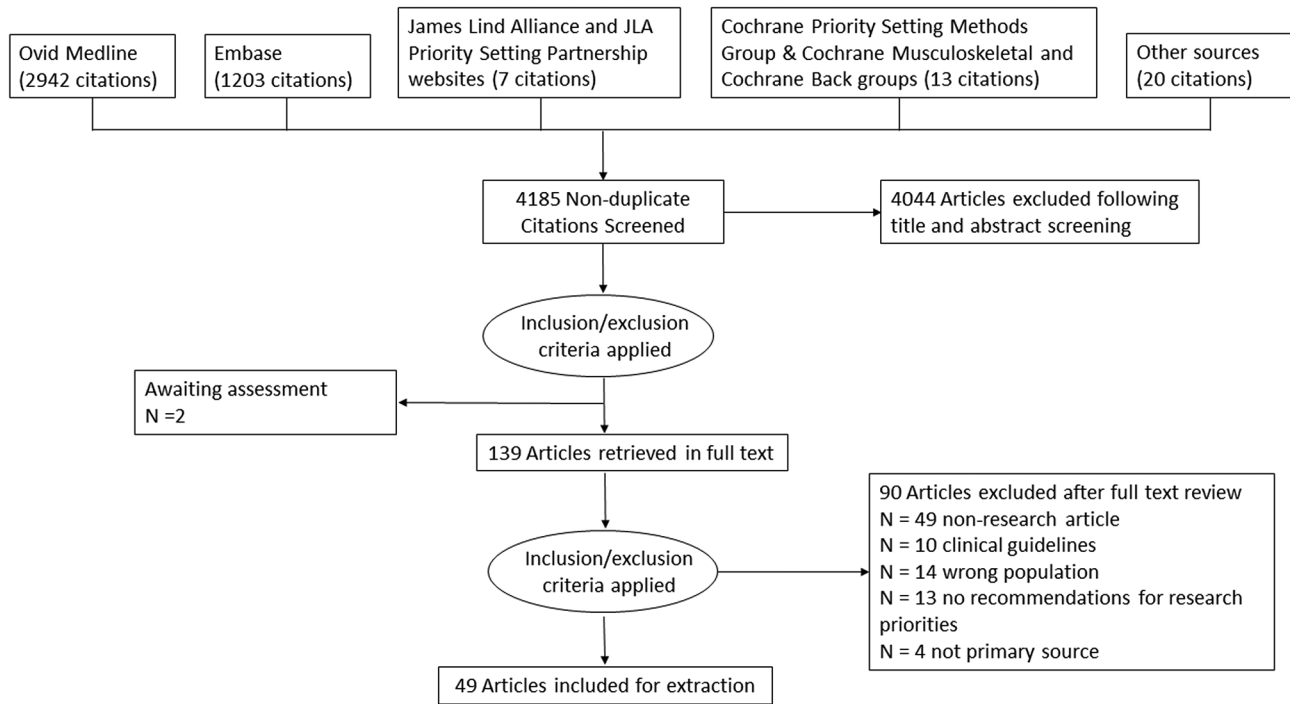 Ovid Medline
(2942 citations)
Embase
(1203 citations)
James Lind Alliance and JLA
Priority Setting Partnership
websites (7 citations)
Cochrane Priority Setting Methods
Group & Cochrane Musculoskeletal and
Cochrane Back groups (13 citations)
Other sources
(20 citations)
4185 Non-duplicate
Citations Screened
4044 Articles excluded following
title and abstract screening
Inclusion/exclusion
criteria applied
Awaiting assessment
N =2
139 Articles retrieved in full text
90 Articles excluded after full text review
N = 49 non-research article
N = 10 clinical guidelines
N = 14 wrong population
N = 13 no recommendations for research
priorities
N = 4 not primary source
Inclusion/exclusion
criteria applied
49 Articles included for extraction